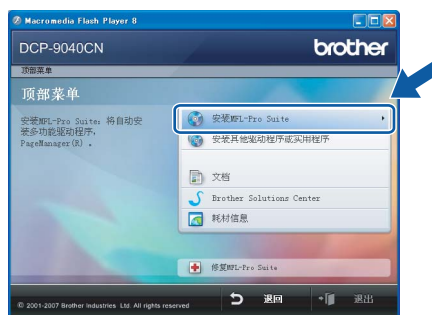 Macromedia Flash Player 8
DCP-9040CN
brother
顶部菜单
顶部菜单
安装MFL-Pro Suite: 将自动安
装多功能驱动程序,
PageManager(R) .
安装MFL-Pro Suite
安装其他驱动程序或实用程序
文档
Brother Solutions Center
耗材信息
修复MFL-Pro Suite
© 2001-2007 Brother Industries Ltd. All rights reserved
退回
退出